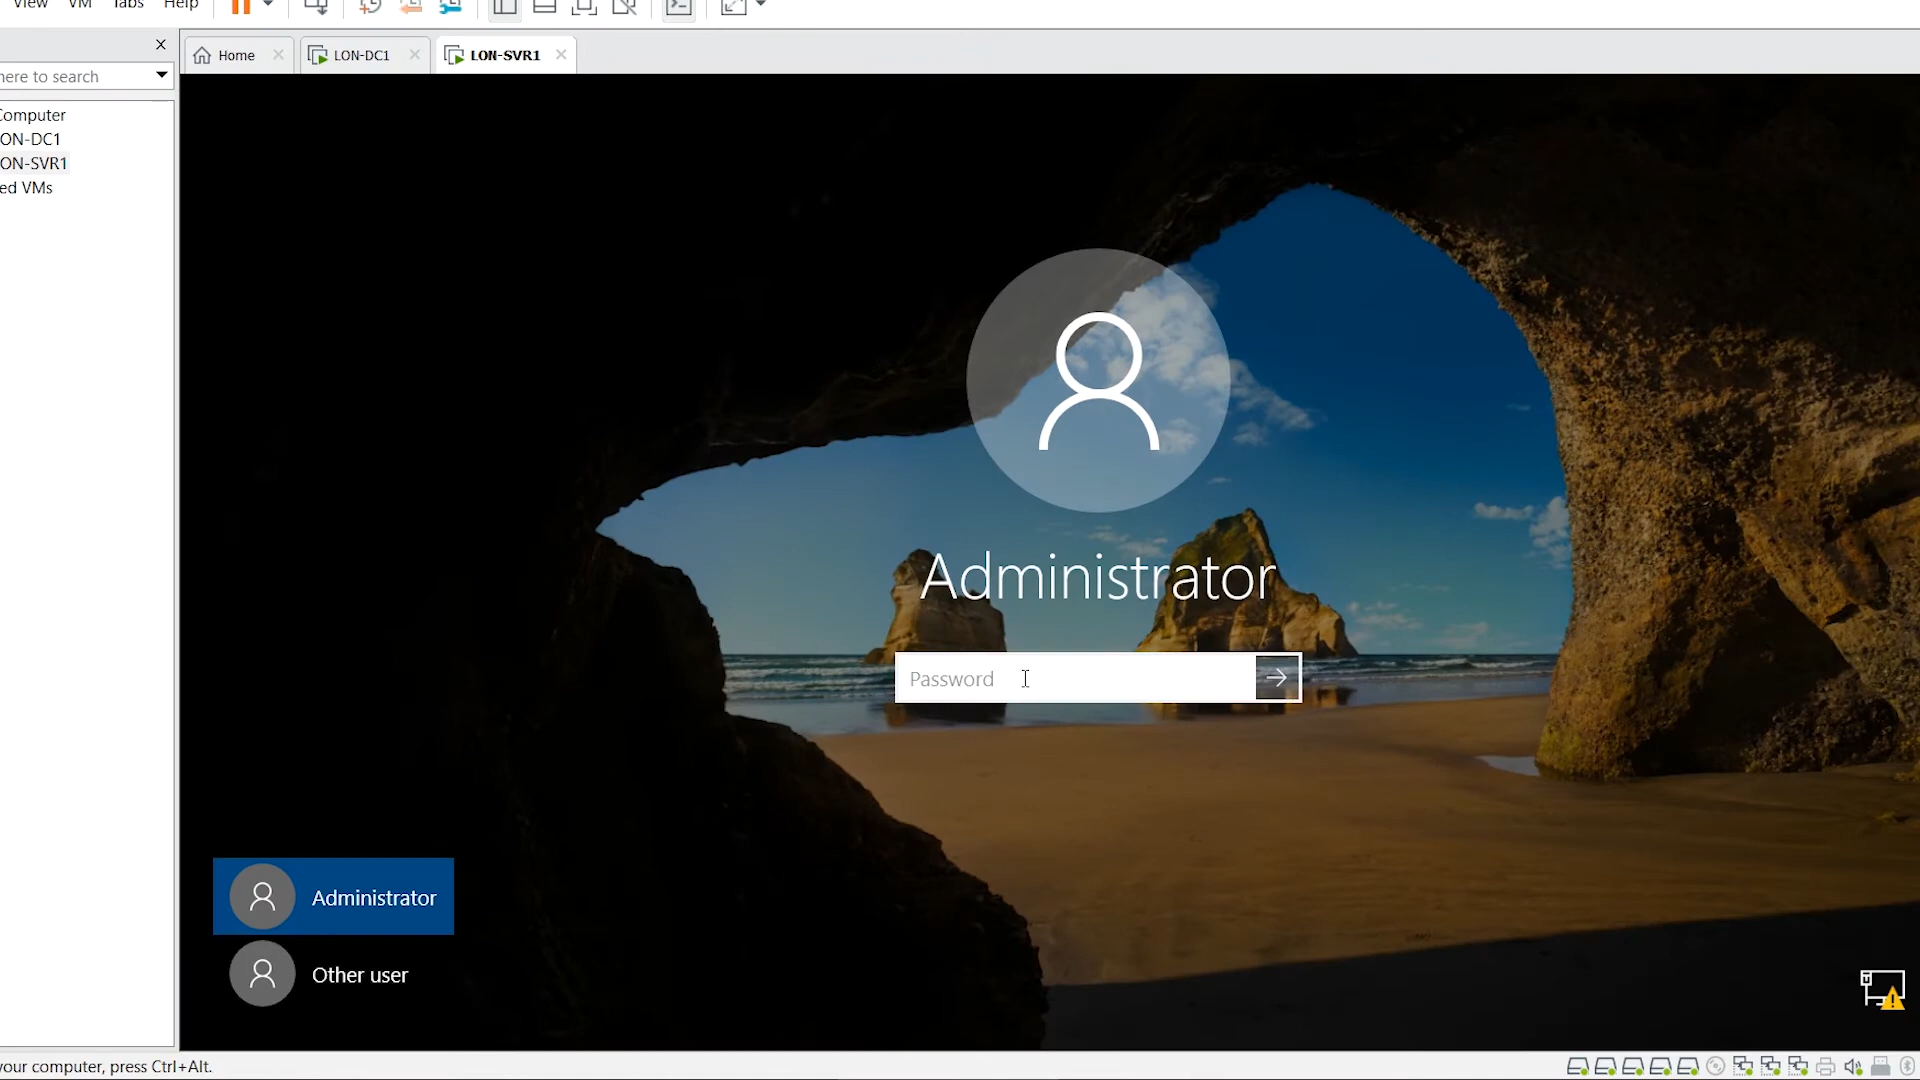 View VM Tabs Help
Home
LON-DC1
LON-SVR1
here to search
Computer
ON-DC1
ON-SVR1
ed VMs
Administrator
Password
Administrator
Other user
your computer, press Ctrl+Alt.